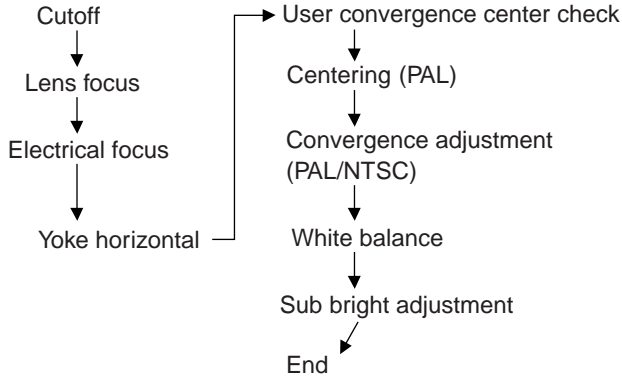 Cutoff
Lens focus
Electrical focus
Yoke horizontal
User convergence center check
Centering (PAL)
Convergence adjustment
(PAL/NTSC)
White balance
Sub bright adjustment
End